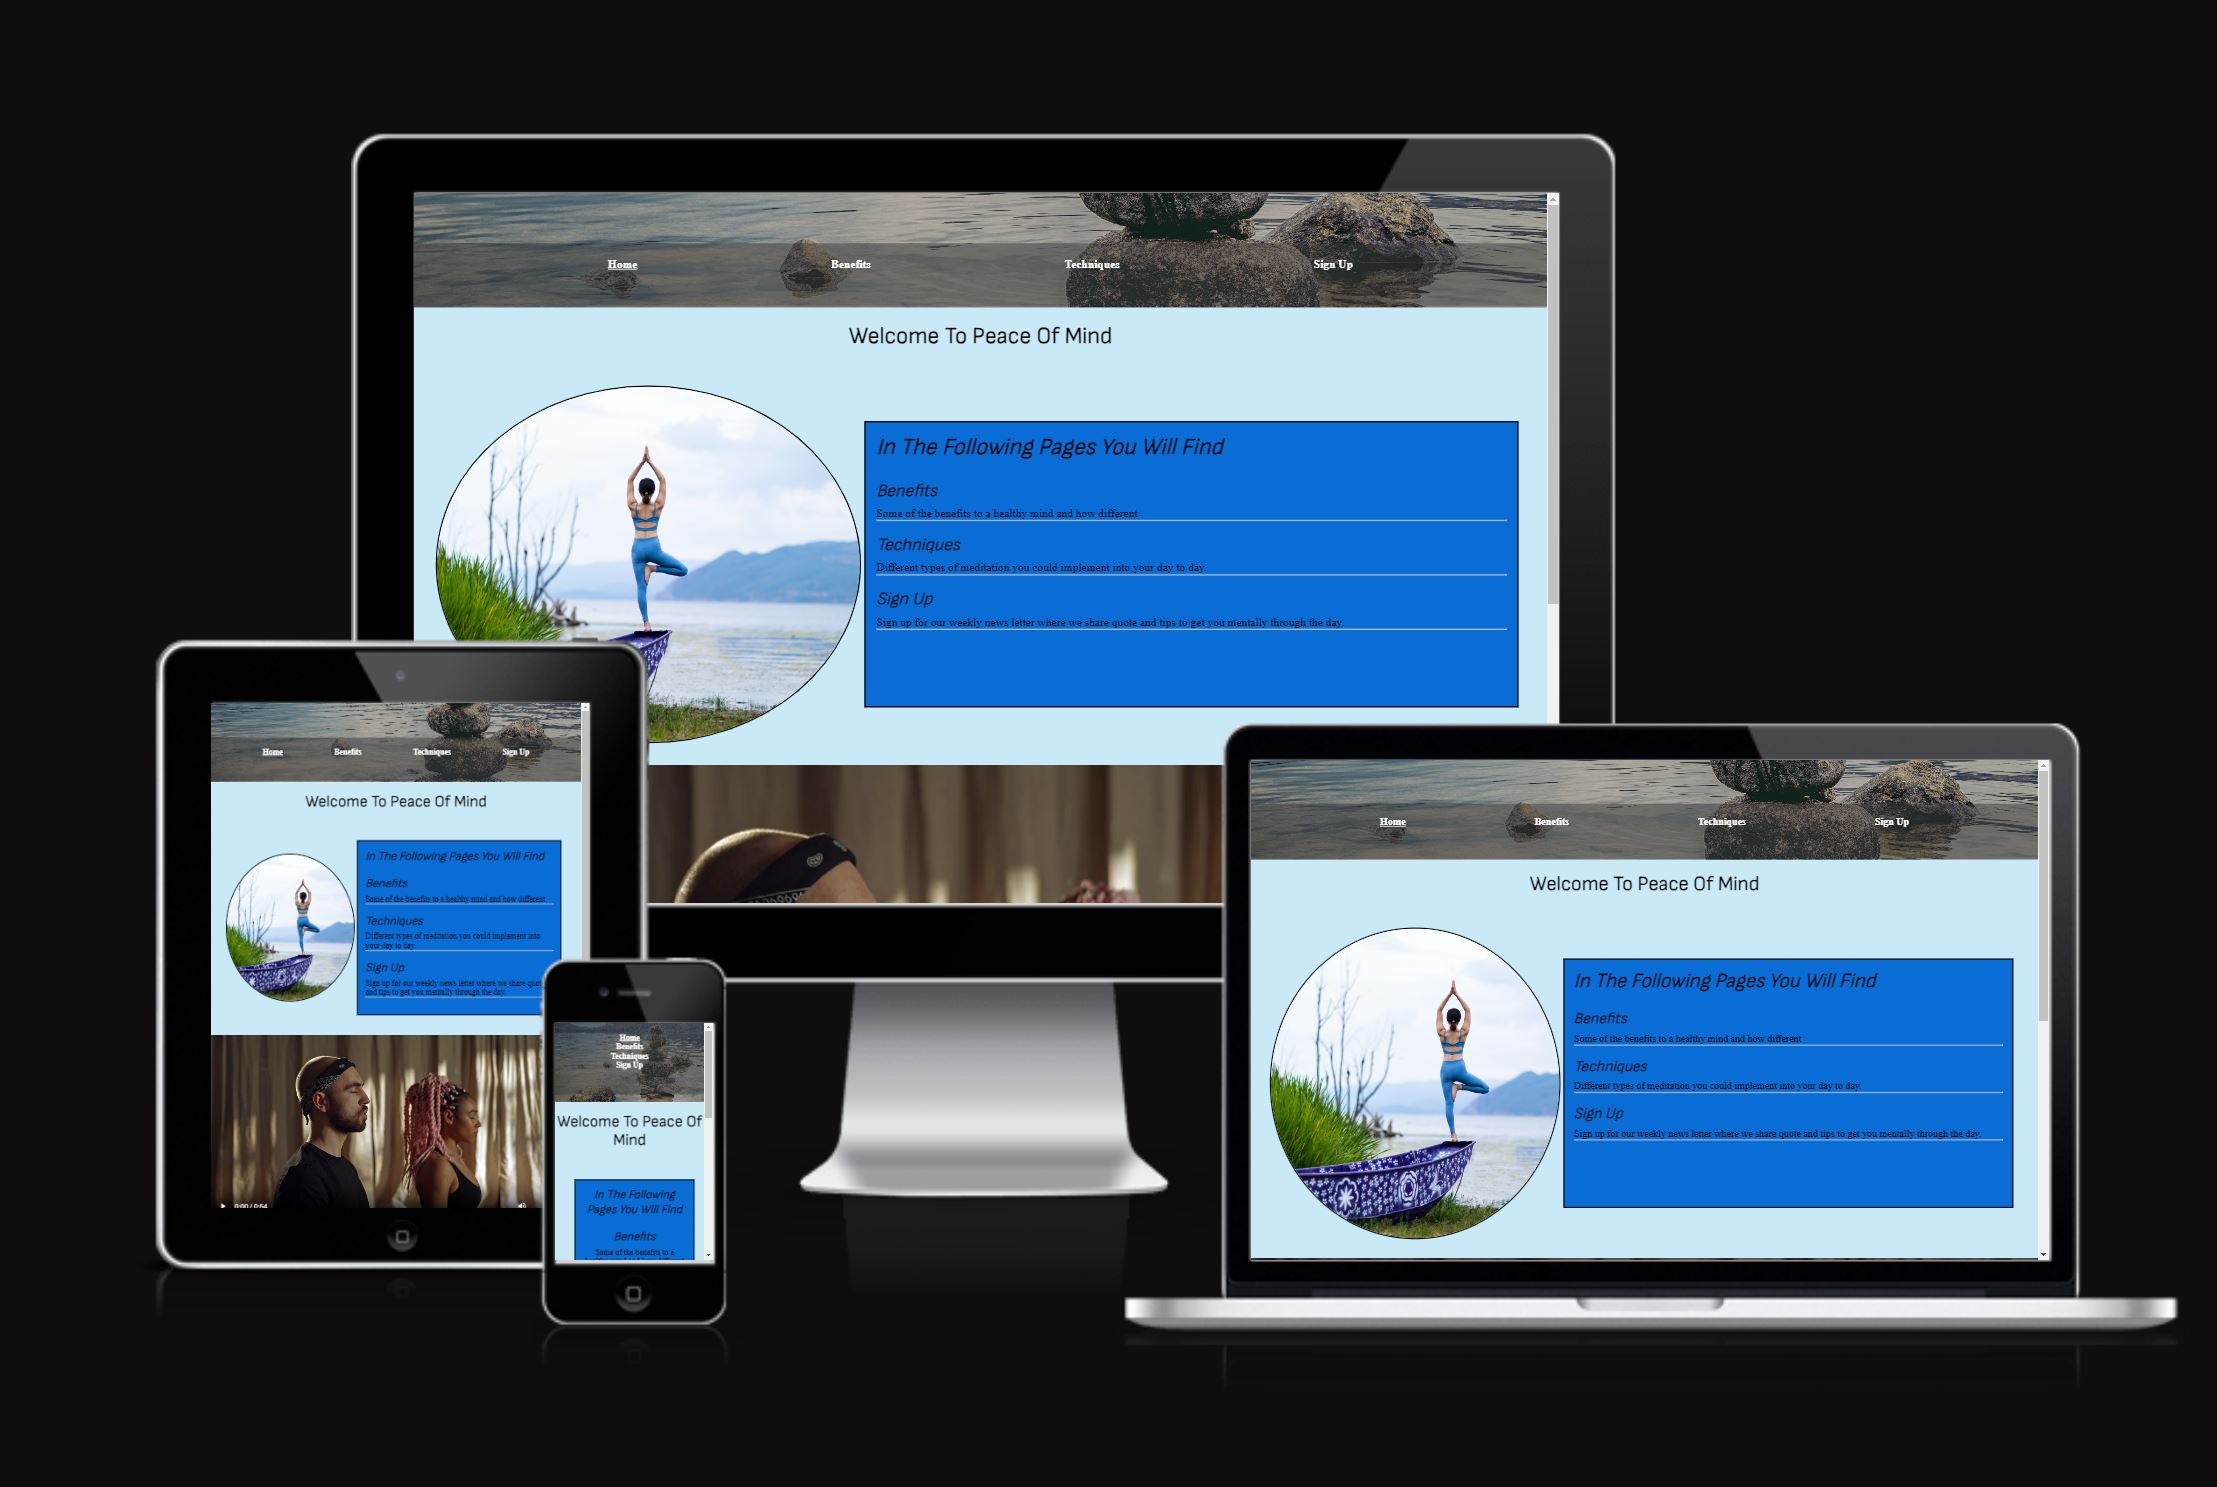 Home Benefits Techniques Sign Up
Welcome To Peace Of Mind
In The Following Pages You Will Find
Benefits
Some of the benefits to a healthy mind and how different
Techniques
Different types of meditation you could implement into your day to day.
Sign Up
Sign up for our weekly news letter where we share quote and tips to get you mentally through the day.
Home Benefits Techniques Sign Up
Welcome To Peace Of Mind
In The Following Pages You Will Find
Benefits
Some of the benefits to a healthy mind and how different
Techniques
Different types of meditation you could implement into
your day to day.
Sign Up
Sign up for our weekly news letter where we share
and tips to get you mentally through the day.
0:00 / 0:54
Home
Benefits
Techniques
Sign Up
Welcome To Peace Of
Mind
In The Following
Pages You Will Find
Benefits
Some of the benefits to a
Home Benefits Techniques Sign Up
Welcome To Peace Of Mind
In The Following Pages You Will Find
Benefits
Some of the benefits to a healthy mind and how different
Techniques
Different types of meditation you could implement into your day to day.
Sign Up
Sign up for our weekly news letter where we share quote and tips to get you mentally through the day.